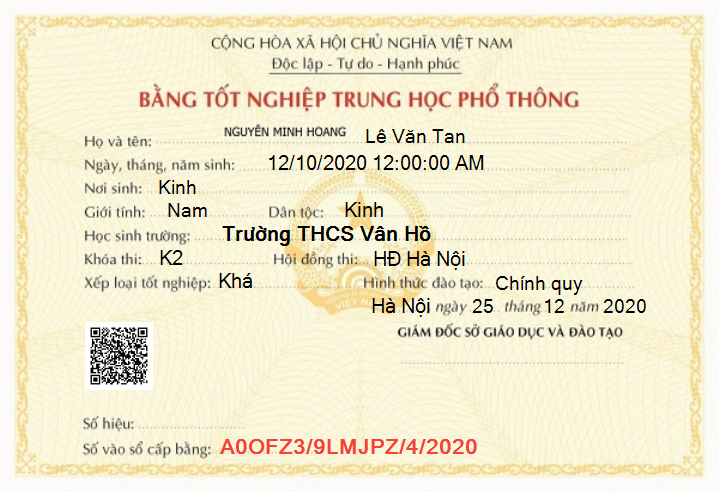 CỘNG HÒA XÃ HỘI CHỦ NGHĨA VIỆT NAM
Độc lập - Tự do - Hạnh phúc
BẰNG TỐT NGHIỆP TRUNG HỌC PHỔ THÔNG
Họ và tên: NGUYỄN MINH HOANG Lê Văn Tan
Ngày, tháng, năm sinh: 12/10/2020 12:00:00 AM
Nơi sinh: Kinh
Giới tính: Nam Dân tộc: Kinh
Học sinh trường: Trường THCS Vân Hồ
Khóa thi: K2 Hội đồng thi: HĐ Hà Nội
Xếp loại tốt nghiệp: Khá Hình thức đào tạo: Chính quy
VIỆT NAM
Hà Nội ngày 25 tháng 12 năm 2020
GIÁM ĐỐC SỞ GIÁO DỤC VÀ ĐÀO TẠO
Số hiệu:
Số vào sổ cấp bằng: A0OFZ3/9LMJPZ/4/2020